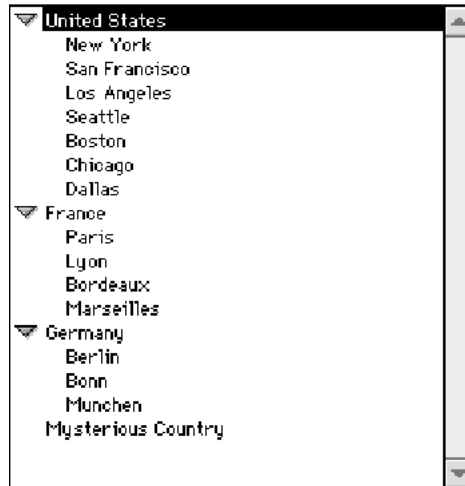 United States
New York
San Francisco
Los Angeles
Seattle
Boston
Chicago
Dallas
France
Paris
Lyon
Bordeaux
Marseilles
Germany
Berlin
Bonn
Munchen
Mysterious Country